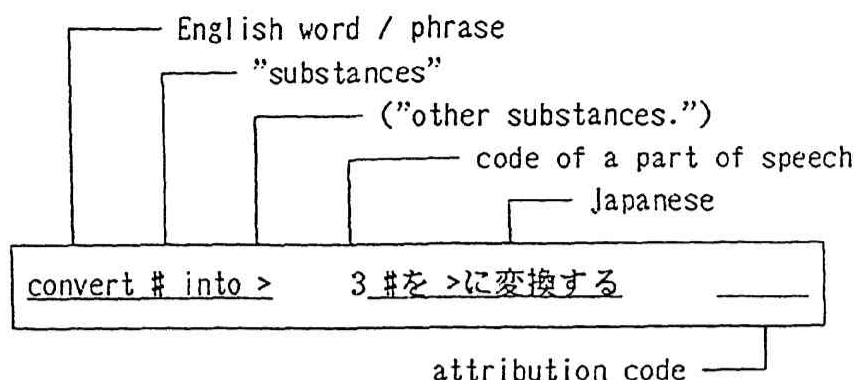 English word / phrase
”substances”
(”other substances.”)
code of a part of speech
Japanese
convert # into > 3 #を >に変換する
attribution code